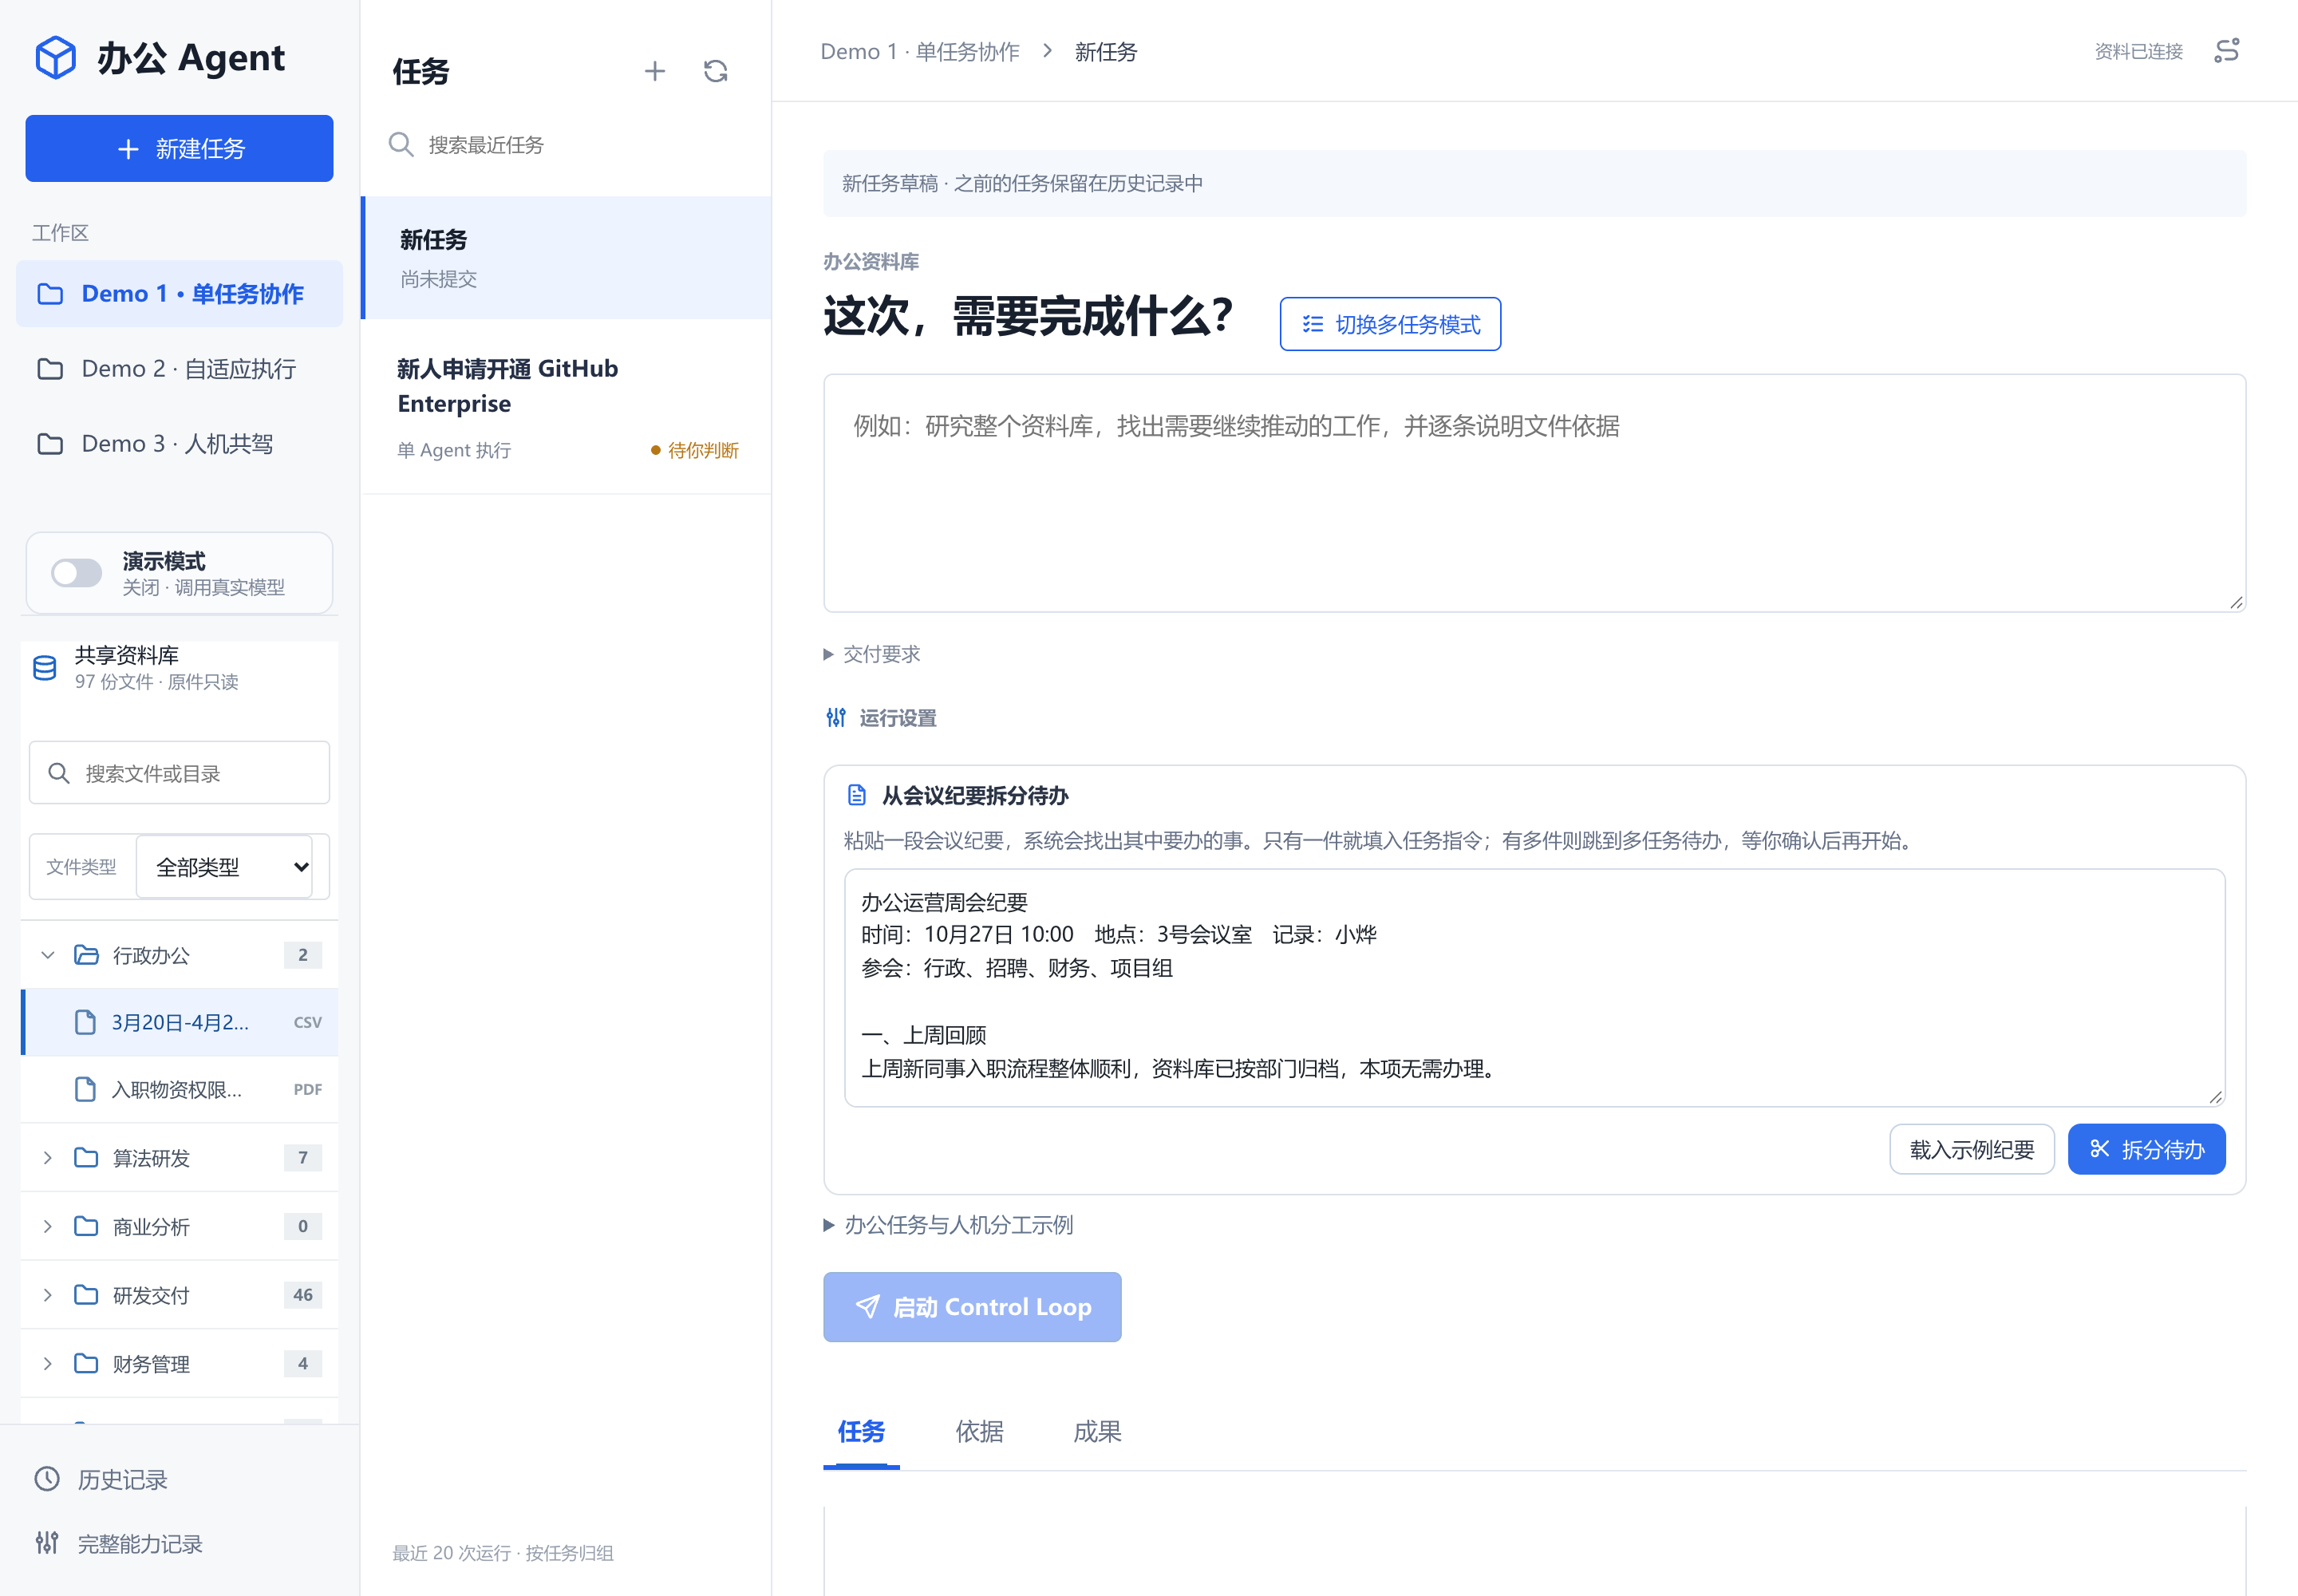 办公 Agent
新建任务
工作区
Demo 1 • 单任务协作
Demo 2 · 自适应执行
Demo 3 · 人机共驾
演示模式
关闭 · 调用真实模型
共享资料库
97 份文件 · 原件只读
搜索文件或目录
文件类型
全部类型
行政办公
2
3月20日-4月2...
CSV
入职物资权限...
PDF
算法研发
7
商业分析
0
研发交付
46
财务管理
4
历史记录
完整能力记录
任务
搜索最近任务
新任务
尚未提交
新人申请开通 GitHub
Enterprise
单 Agent 执行
待你判断
最近 20 次运行 · 按任务归组
Demo 1 · 单任务协作
新任务
资料已连接
新任务草稿 · 之前的任务保留在历史记录中
办公资料库
这次，需要完成什么？
切换多任务模式
例如：研究整个资料库，找出需要继续推动的工作，并逐条说明文件依据
交付要求
运行设置
从会议纪要拆分待办
粘贴一段会议纪要，系统会找出其中要办的事。只有一件就填入任务指令；有多件则跳到多任务待办，等你确认后再开始。
办公运营周会纪要
时间：10月27日 10:00　地点：3号会议室　记录：小烨
参会：行政、招聘、财务、项目组
一、上周回顾
上周新同事入职流程整体顺利，资料库已按部门归档，本项无需办理。
载入示例纪要
拆分待办
办公任务与人机分工示例
启动 Control Loop
任务
依据
成果